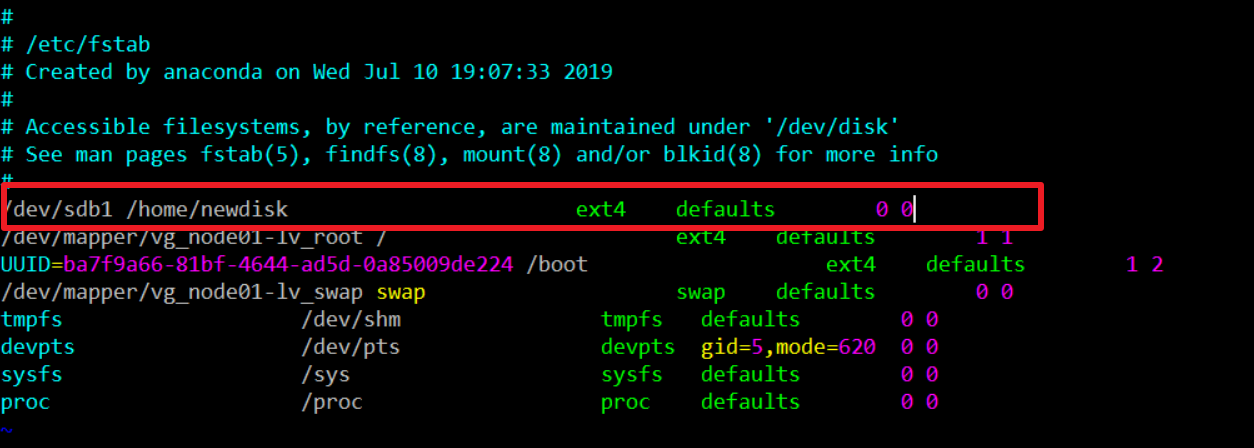 #
# /etc/fstab
# Created by anaconda on Wed Jul 10 19:07:33 2019
#
# Accessible filesystems, by reference, are maintained under '/dev/disk'
# See man pages fstab(5), findfs(8), mount(8) and/or blkid(8) for more info
#
/dev/sdb1 /home/newdisk ext4 defaults 0 0
/dev/mapper/vg_node01-lv_root / ext4 defaults 1 1
UUID=ba7f9a66-81bf-4644-ad5d-0a85009de224 /boot ext4 defaults 1 2
/dev/mapper/vg_node01-lv_swap swap swap defaults 0 0
tmpfs /dev/shm tmpfs defaults 0 0
devpts /dev/pts devpts gid=5,mode=620 0 0
sysfs /sys sysfs defaults 0 0
proc /proc proc defaults 0 0
~